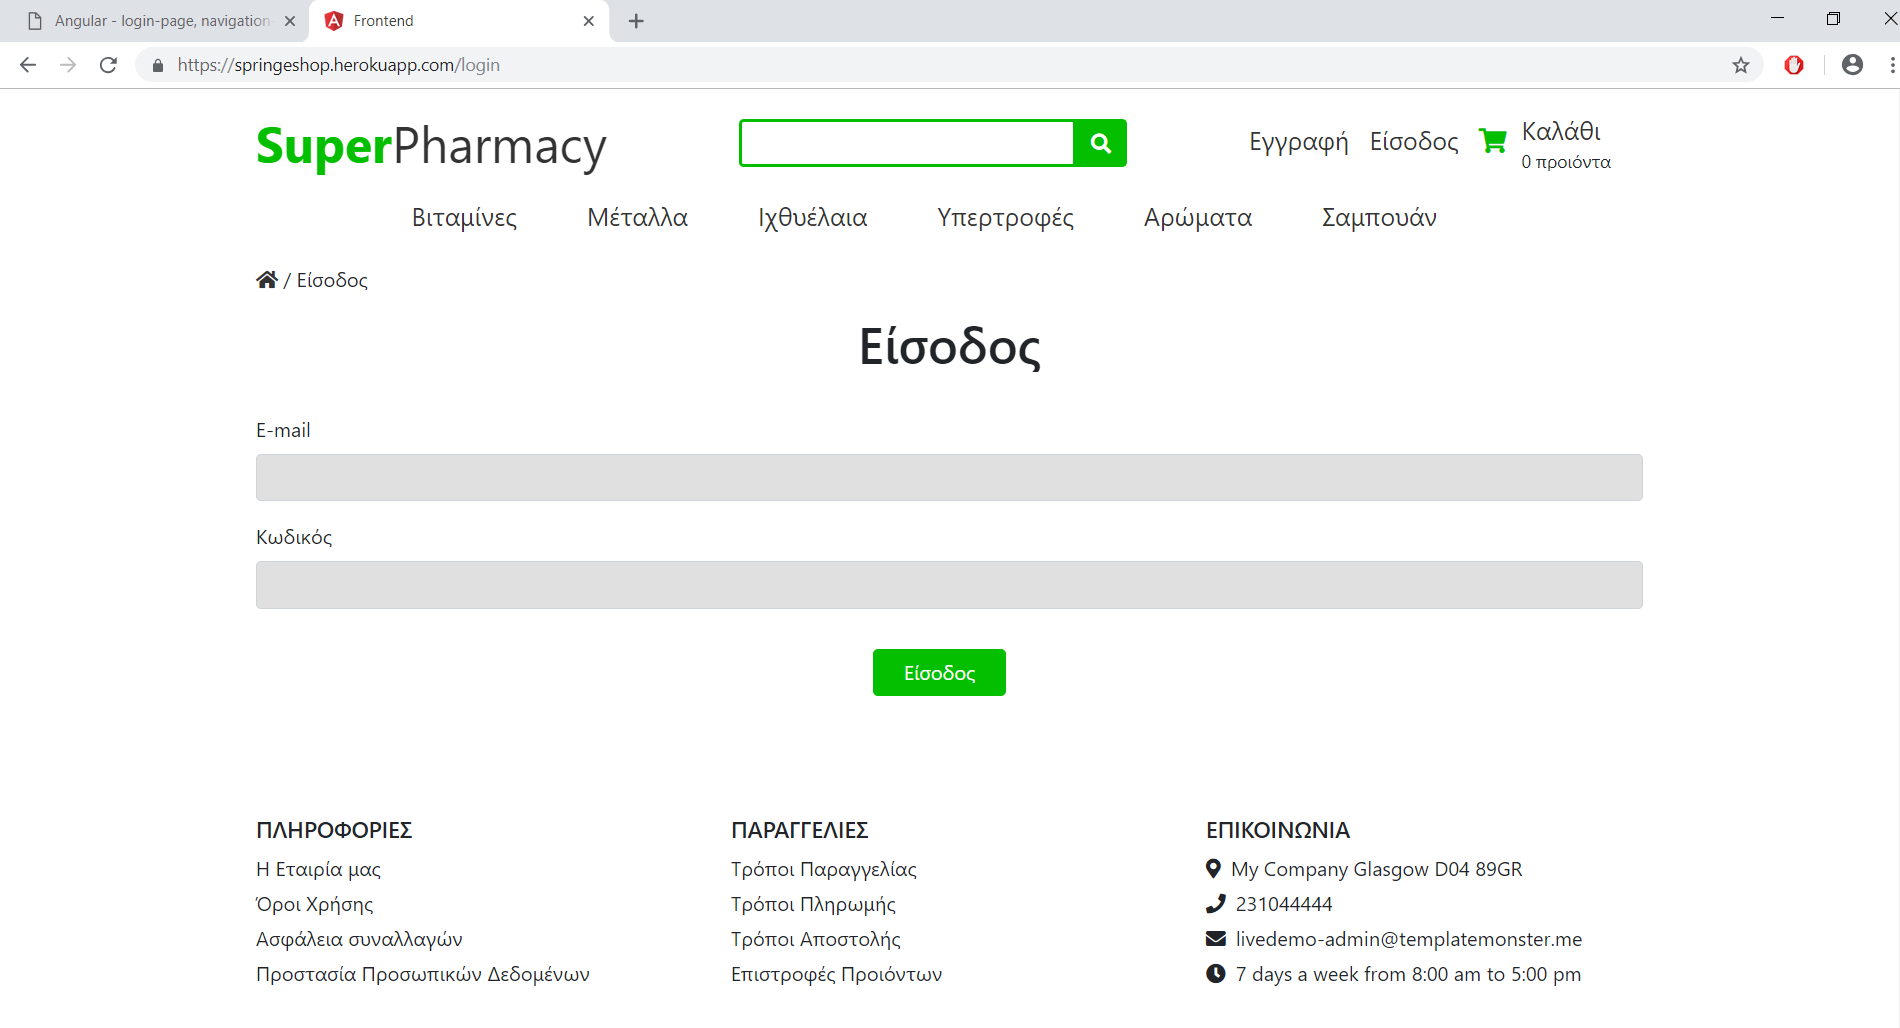 Angular - login-page, navigation
Frontend
https://springeshop.herokuapp.com/login
SuperPharmacy
Εγγραφή Είσοδος Καλάθι
0 προιόντα
Βιταμίνες Μέταλλα Ιχθυέλαια Υπερτροφές Αρώματα Σαμπουάν
/ Είσοδος
Είσοδος
E-mail
Κωδικός
Είσοδος
ΠΛΗΡΟΦΟΡΙΕΣ
Η Εταιρία μας
Όροι Χρήσης
Ασφάλεια συναλλαγών
Προστασία Προσωπικών Δεδομένων
ΠΑΡΑΓΓΕΛΙΕΣ
Τρόποι Παραγγελίας
Τρόποι Πληρωμής
Τρόποι Αποστολής
Επιστροφές Προιόντων
ΕΠΙΚΟΙΝΩΝΙΑ
My Company Glasgow D04 89GR
231044444
livedemo-admin@templatemonster.me
7 days a week from 8:00 am to 5:00 pm